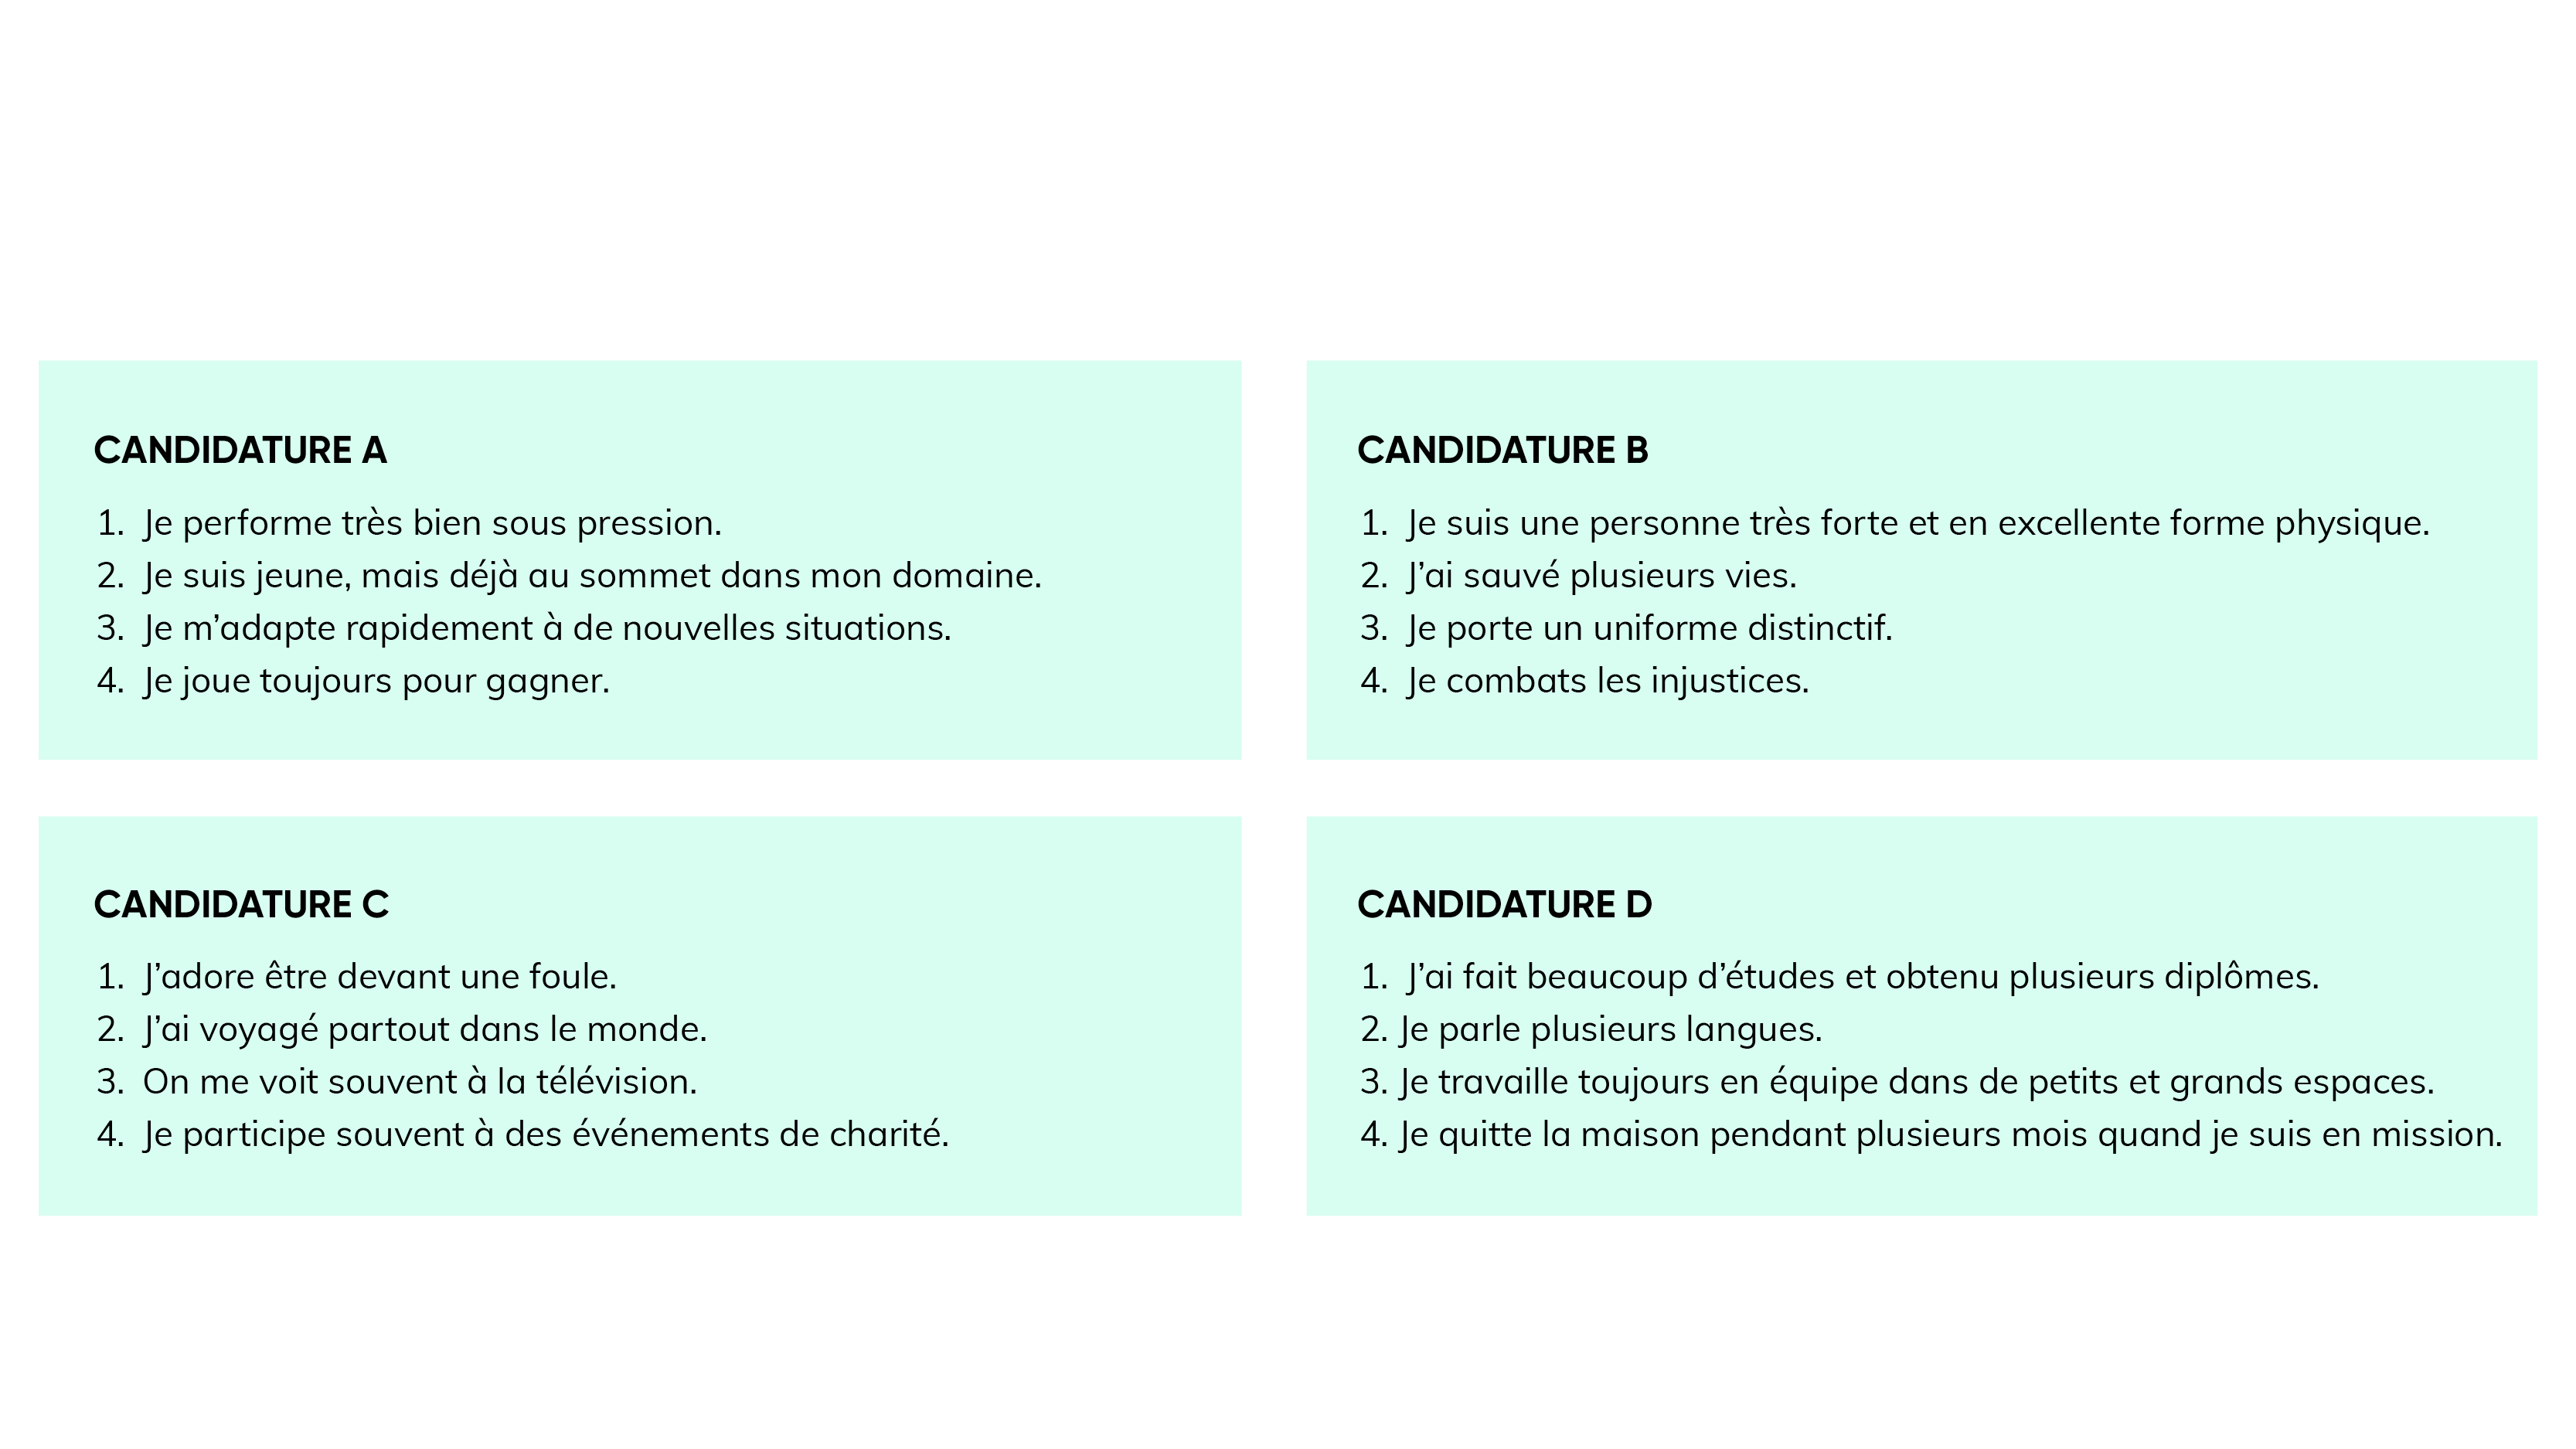 CANDIDATURE A
1. Je performe très bien sous pression.
2. Je suis jeune, mais déjà au sommet dans mon domaine.
3. Je m’adapte rapidement à de nouvelles situations.
4. Je joue toujours pour gagner.
CANDIDATURE B
1. Je suis une personne très forte et en excellente forme physique.
2. J’ai sauvé plusieurs vies.
3. Je porte un uniforme distinctif.
4. Je combats les injustices.
CANDIDATURE C
1. J’adore être devant une foule.
2. J’ai voyagé partout dans le monde.
3. On me voit souvent à la télévision.
4. Je participe souvent à des événements de charité.
CANDIDATURE D
1. J’ai fait beaucoup d’études et obtenu plusieurs diplômes.
2. Je parle plusieurs langues.
3. Je travaille toujours en équipe dans de petits et grands espaces.
4. Je quitte la maison pendant plusieurs mois quand je suis en mission.